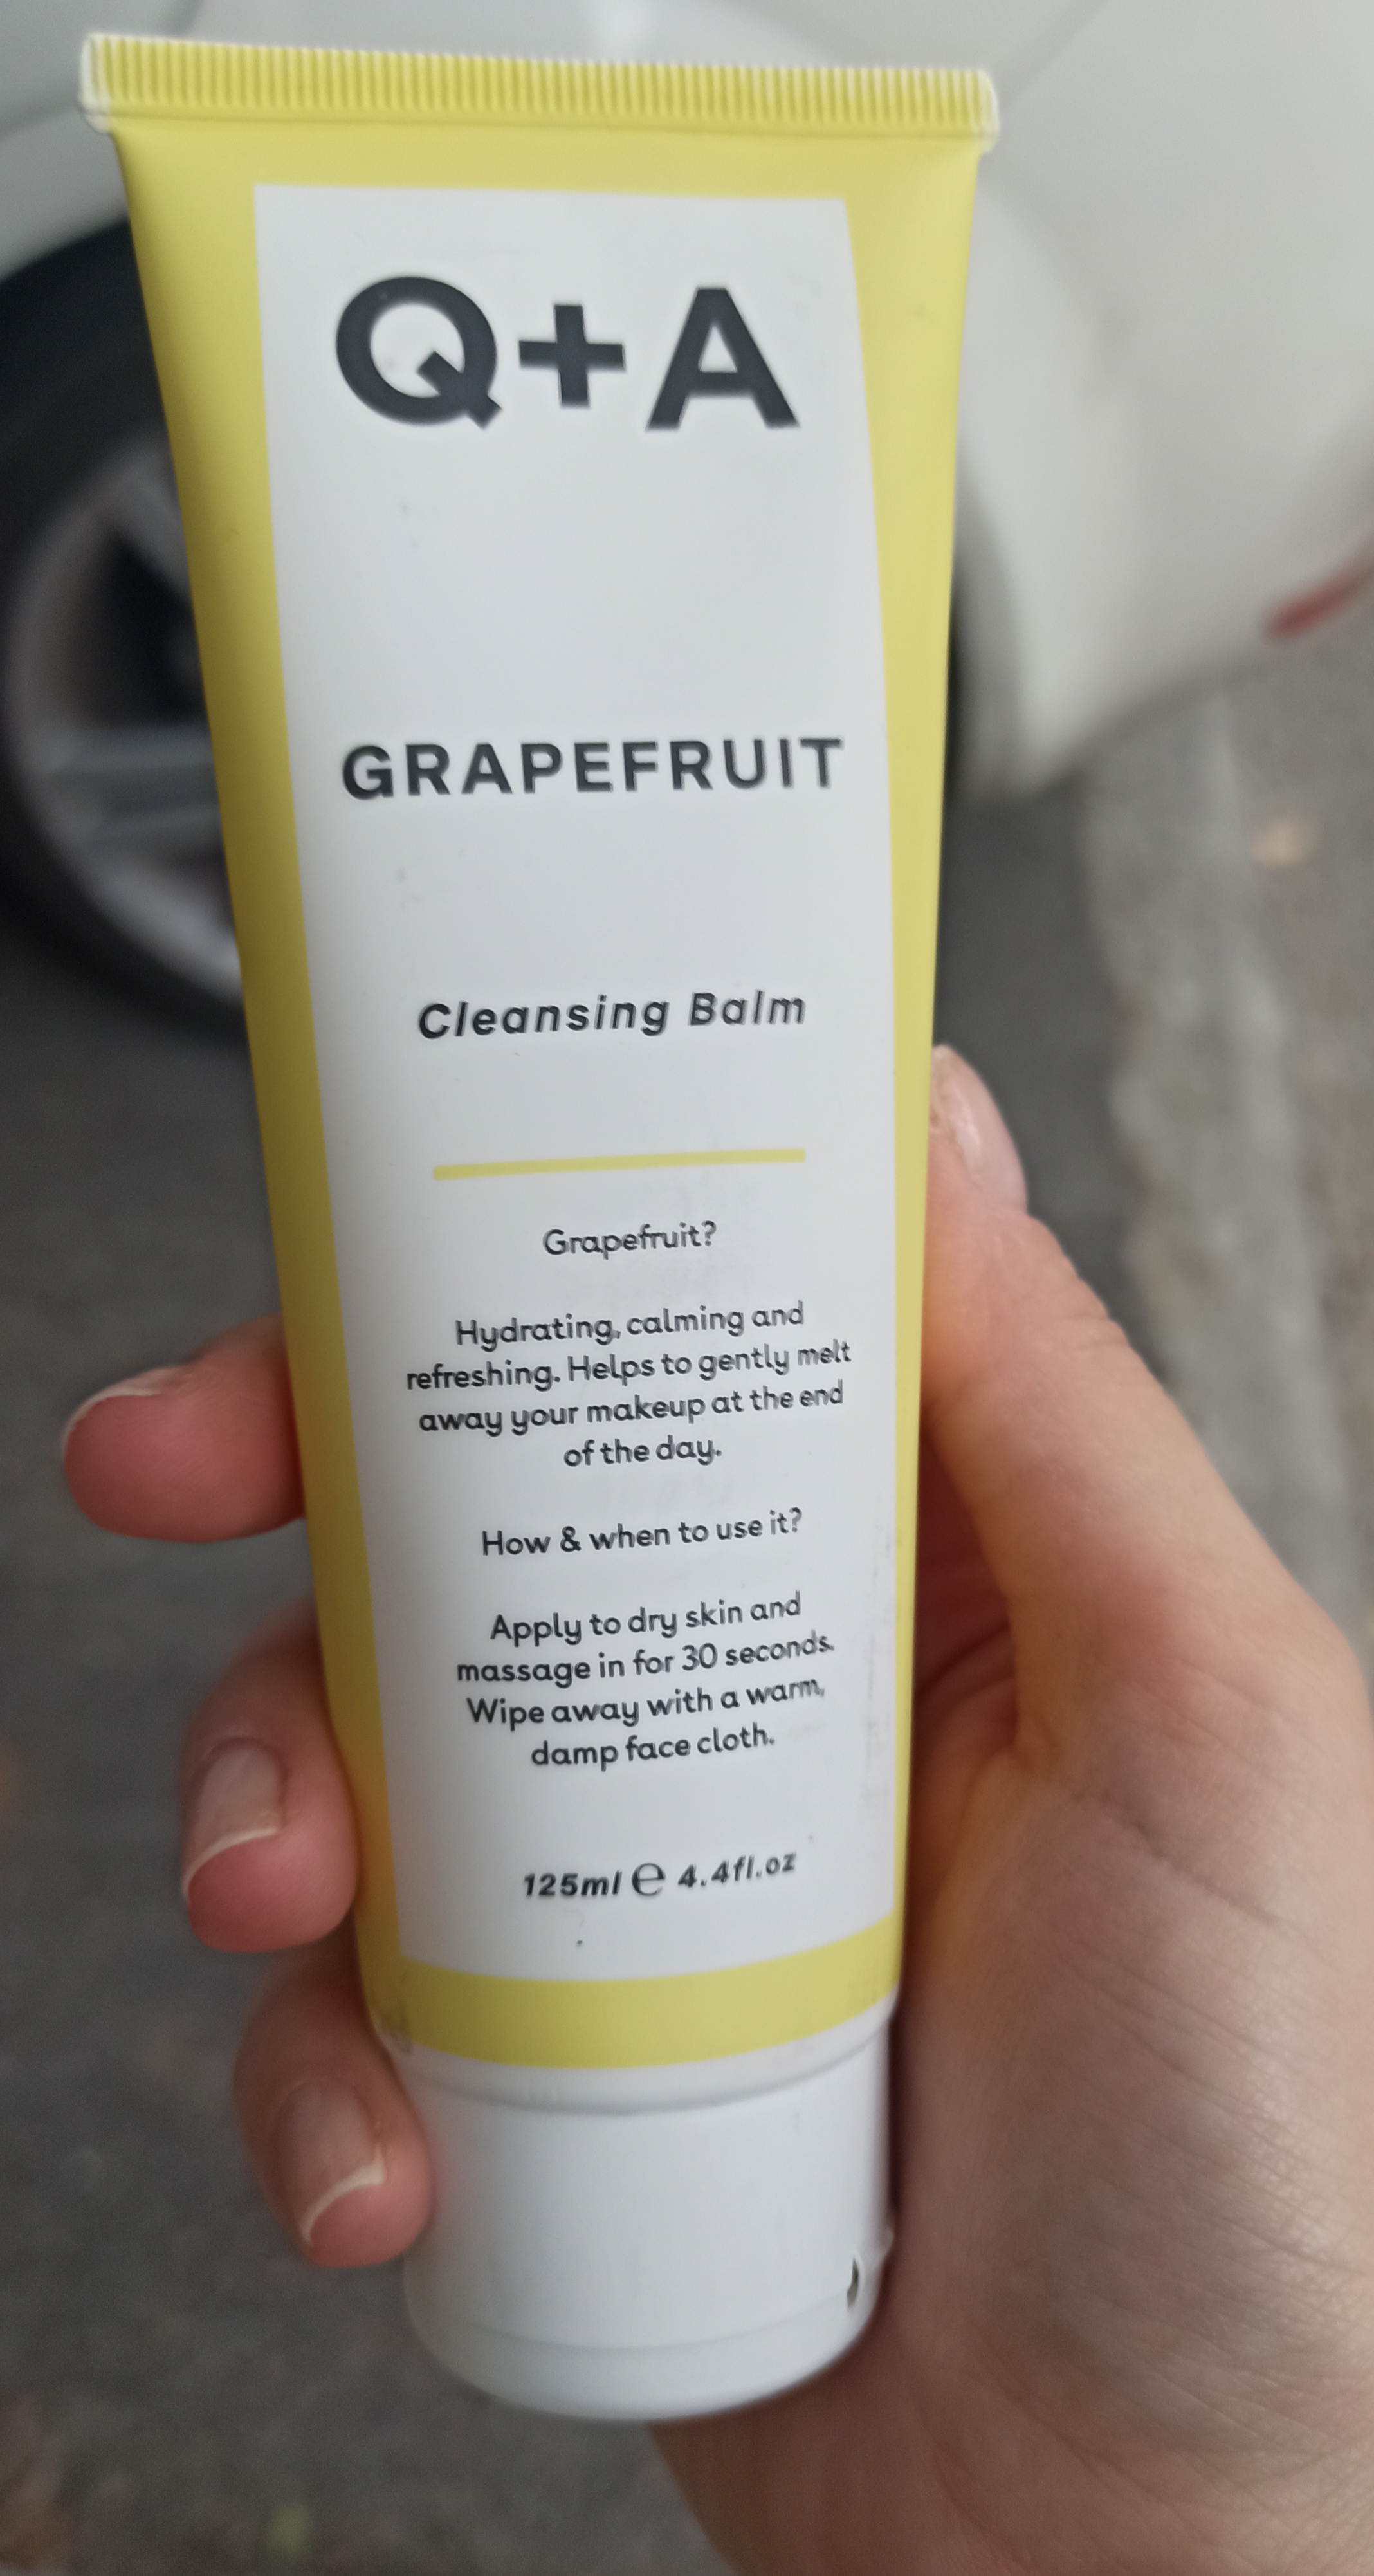 Q+A
GRAPEFRUIT
Cleansing Balm
Grapefruit?
Hydrating, calming and
refreshing. Helps to gently melt
away your makeup at the end
of the day.
How & when to use it?
Apply to dry skin and
massage in for 30 seconds.
Wipe away with a warm,
damp face cloth.
125ml ℮ 4.4fl.oz